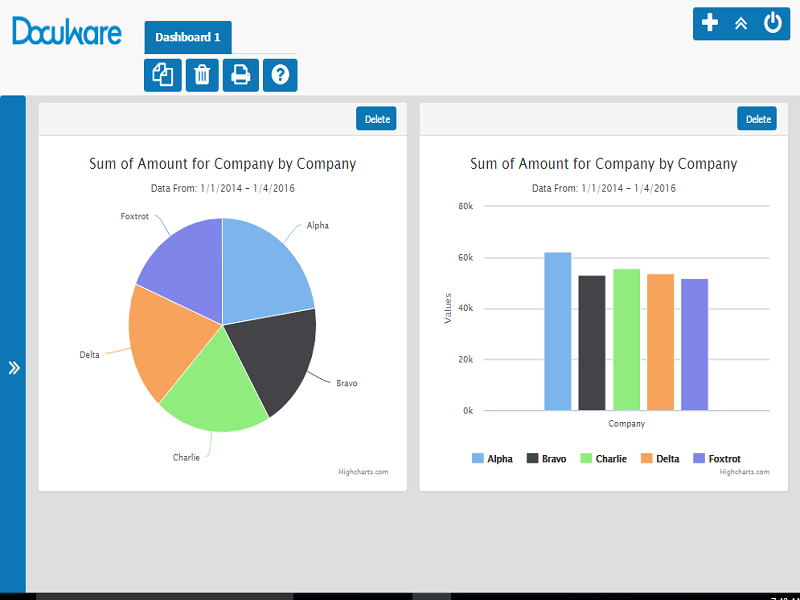 DocuWare
Dashboard 1
Delete
Sum of Amount for Company by Company
Data From: 1/1/2014 - 1/4/2016
Foxtrot
Alpha
Delta
Bravo
Charlie
Highcharts.com
Delete
Sum of Amount for Company by Company
Data From: 1/1/2014 - 1/4/2016
80k
60k
Values
40k
20k
0k
Company
Alpha Bravo Charlie Delta Foxtrot
Highcharts.com